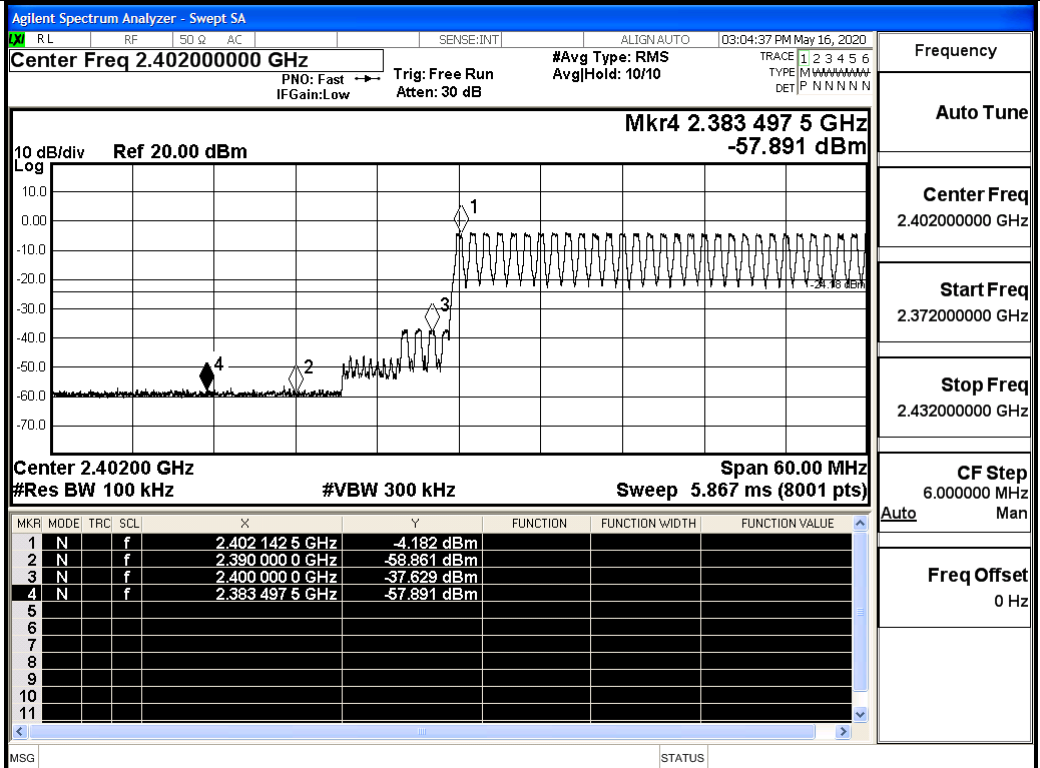 Agilent Spectrum Analyzer - Swept SA
LXI RL RF 50 Ω AC SENSE:INT ALIGNAUTO 03:04:37 PM May 16, 2020
Center Freq 2.402000000 GHz
PNO: Fast
IFGain:Low
Trig: Free Run
Atten: 30 dB
#Avg Type: RMS
Avg|Hold: 10/10
TRACE 1 2 3 4 5 6
TYPE M
DET P N N N N N
Mkr4 2.383 497 5 GHz
-57.891 dBm
10 dB/div Ref 20.00 dBm
Log
10.0
0.00
-10.0
-20.0
-30.0
-40.0
-50.0
-60.0
-70.0
1
3
4
2
-24.18 dBm
Center 2.40200 GHz Span 60.00 MHz
#Res BW 100 kHz #VBW 300 kHz Sweep 5.867 ms (8001 pts)
MKR MODE TRC SCL X Y FUNCTION FUNCTION WIDTH FUNCTION VALUE
1 N f 2.402 142 5 GHz -4.182 dBm
2 N f 2.390 000 0 GHz -58.861 dBm
3 N f 2.400 000 0 GHz -37.629 dBm
4 N f 2.383 497 5 GHz -57.891 dBm
5
6
7
8
9
10
11
MSG STATUS
Frequency
Auto Tune
Center Freq
2.402000000 GHz
Start Freq
2.372000000 GHz
Stop Freq
2.432000000 GHz
CF Step
6.000000 MHz
Auto Man
Freq Offset
0 Hz